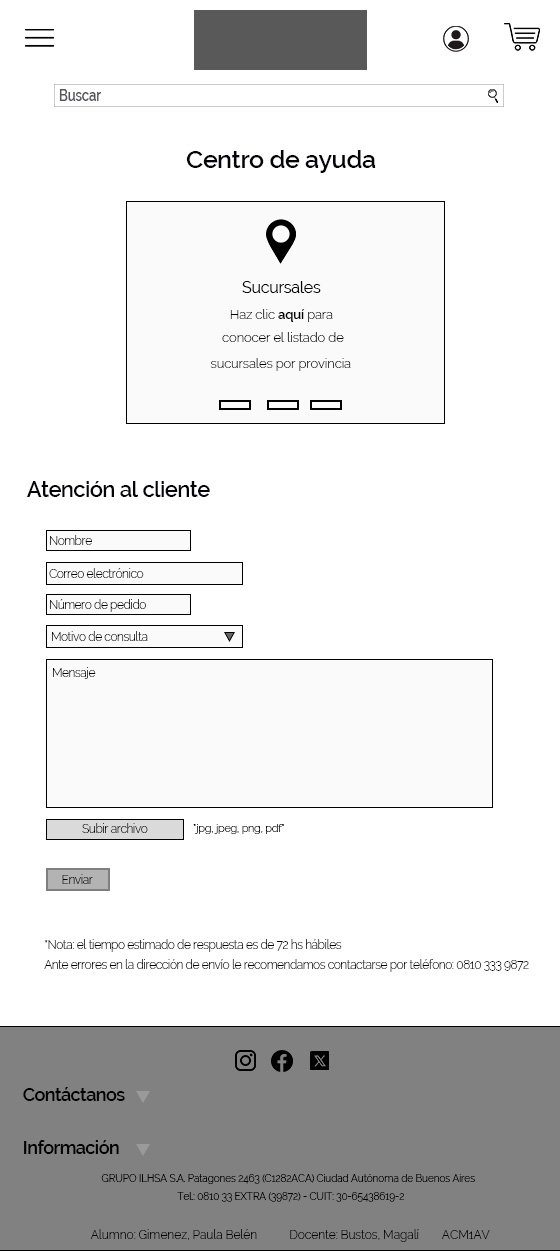 Buscar
Centro de ayuda
Sucursales
Haz clic aquí para
conocer el listado de
sucursales por provincia
Atención al cliente
Nombre
Correo electrónico
Número de pedido
Motivo de consulta
Mensaje
Subir archivo
*jpg, jpeg, png, pdf*
Enviar
*Nota: el tiempo estimado de respuesta es de 72 hs hábiles
Ante errores en la dirección de envío le recomendamos contactarse por teléfono: 0810 333 9872
Contáctanos
Información
GRUPO ILHSA S.A. Patagones 2463 (C1282ACA) Ciudad Autónoma de Buenos Aires
Tel.: 0810 33 EXTRA (39872) - CUIT: 30-65438619-2
Alumno: Gimenez, Paula Belén Docente: Bustos, Magalí ACM1AV